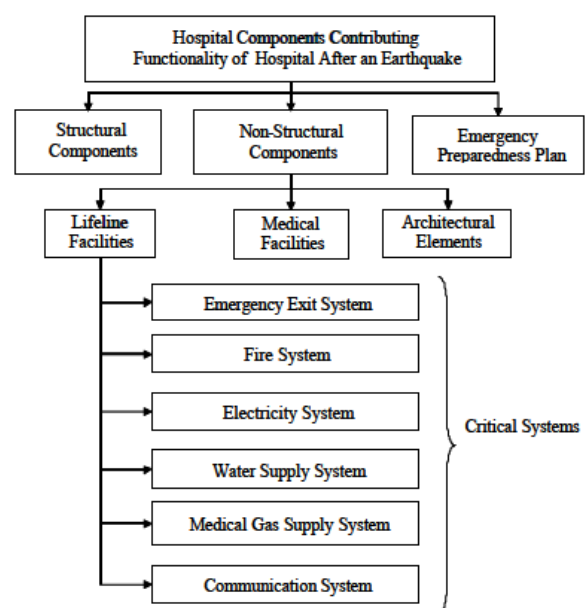 Hospital Components Contributing
Functionality of Hospital After an Earthquake
Structural
Components
Non-Structural
Components
Emergency
Preparedness Plan
Lifeline
Facilities
Medical
Facilities
Architectural
Elements
Emergency Exit System
Fire System
Electricity System
Water Supply System
Medical Gas Supply System
Communication System
Critical Systems